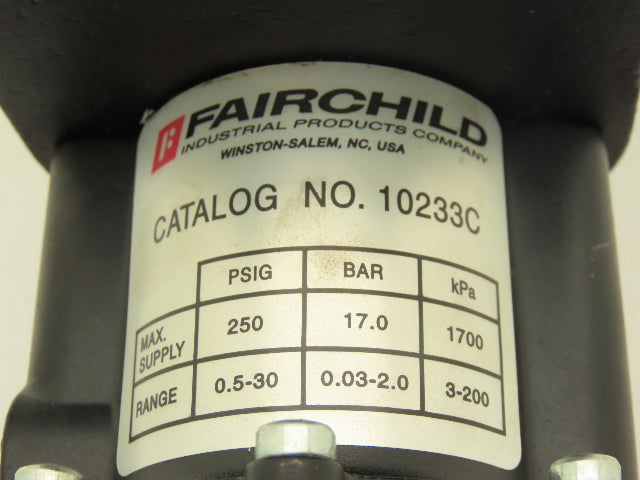 FAIRCHILD
INDUSTRIAL PRODUCTS COMPANY
WINSTON-SALEM, NC, USA
CATALOG NO. 10233C
PSIG BAR kPa
MAX. SUPPLY 250 17.0 1700
RANGE 0.5-30 0.03-2.0 3-200